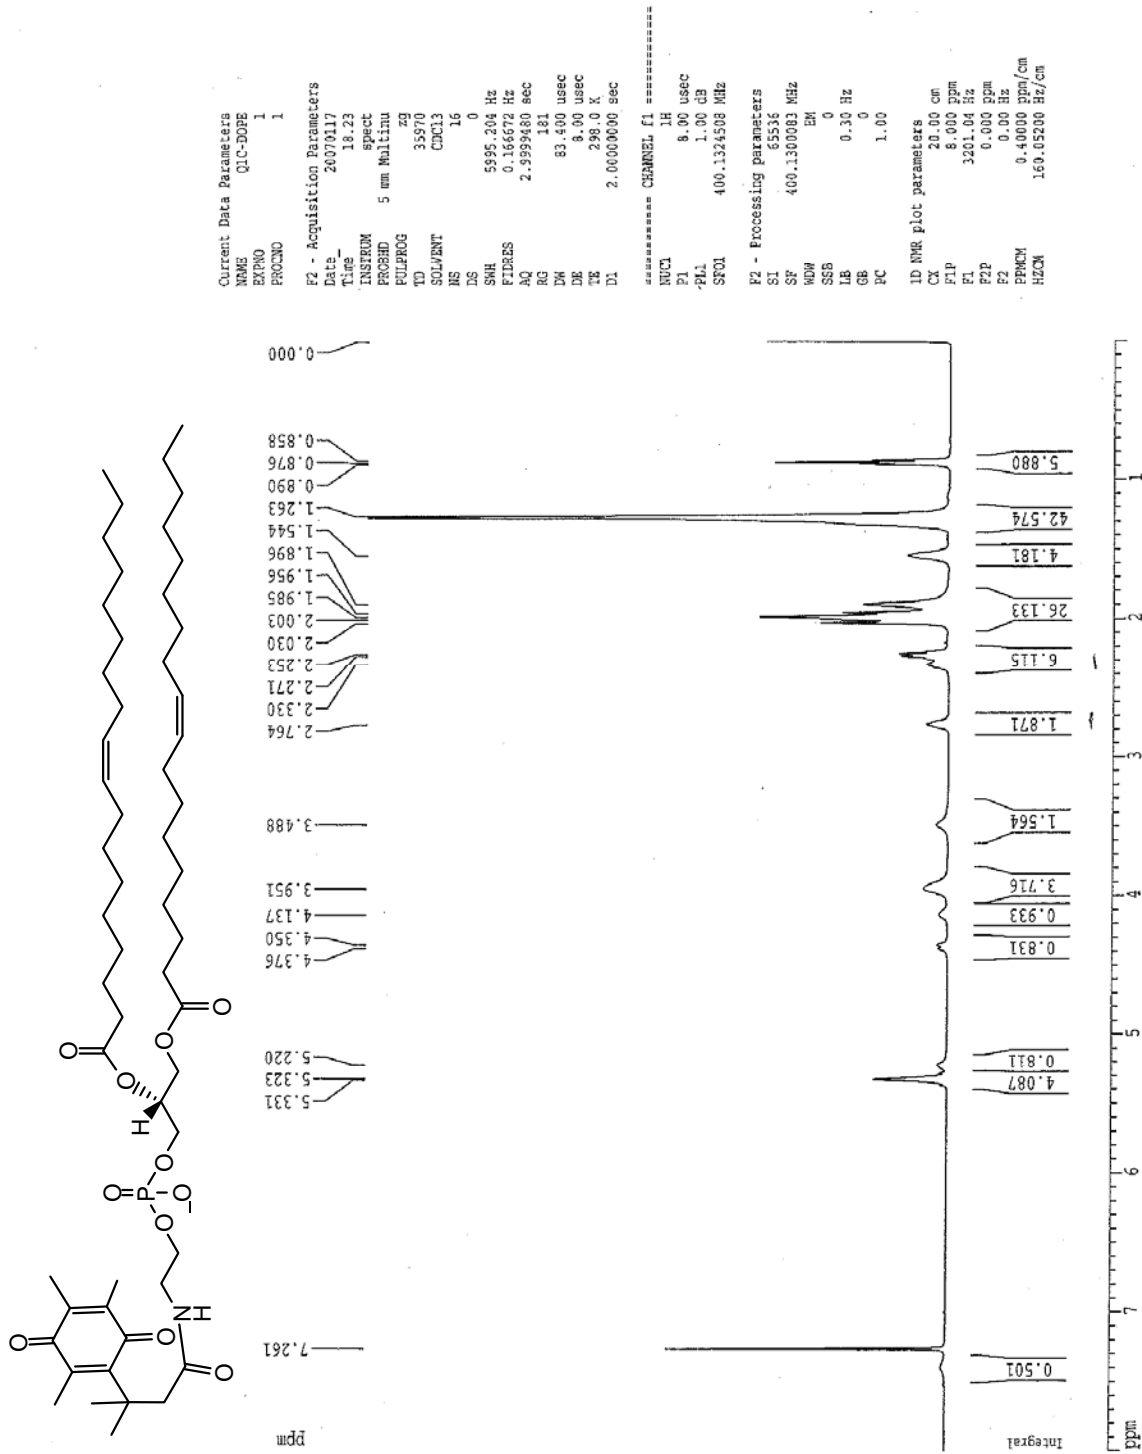 Current Data Parameters
NAME Q1C-DOPE
EXPNO 1
PROCNO 1
F2 - Acquisition Parameters
Date_ 20070117
Time 18.23
INSTRUM spect
PROBHD 5 mm Multinu
PULPROG zg
TD 35970
SOLVENT CDCl3
NS 16
DS 0
SWH 5995.204 Hz
FIDRES 0.166672 Hz
AQ 2.9999480 sec
RG 181
DW 83.400 usec
DE 8.00 usec
TE 298.0 K
D1 2.00000000 sec
======== CHANNEL f1 ========
NUC1 1H
P1 8.00 usec
PL1 1.00 dB
SFO1 400.1324508 MHz
F2 - Processing parameters
SI 65536
SF 400.1300083 MHz
WDW EM
SSB 0
LB 0.30 Hz
GB 0
PC 1.00
1D NMR plot parameters
CX 20.00 cm
F1P 8.000 ppm
F1 3201.04 Hz
F2P 0.000 ppm
F2 0.00 Hz
PPMCM 0.40000 ppm/cm
HZCM 160.05200 Hz/cm
ppm
7.261
5.331
5.323
5.220
4.376
4.350
4.137
3.951
3.488
2.764
2.330
2.271
2.253
2.030
2.003
1.985
1.956
1.896
1.544
1.263
0.890
0.876
0.858
0.000
O
O
O
N
H
O
O
P
O
O
–
O
H
O
O
O
O
Integral
0.501
4.087
0.811
0.831
0.933
3.716
1.564
1.871
6.115
26.133
4.181
42.574
5.880
ppm
7
6
5
4
3
2
1